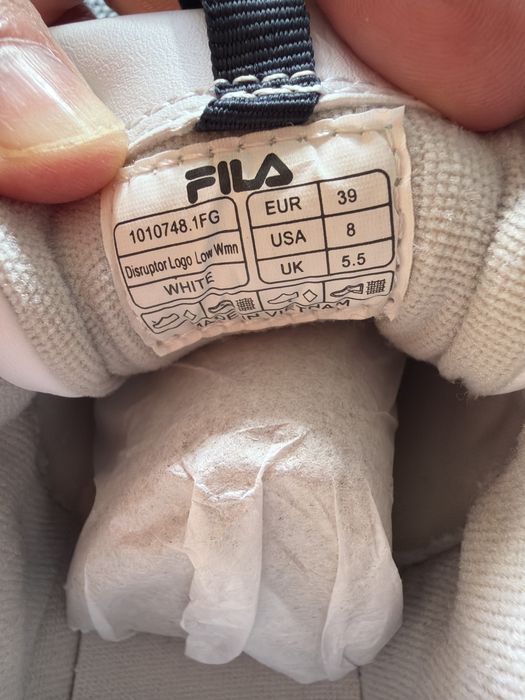 FILA
1010748.1FG
Disruptor Logo Low Wmn
WHITE
EUR 39
USA 8
UK 5.5
MADE IN VIETNAM